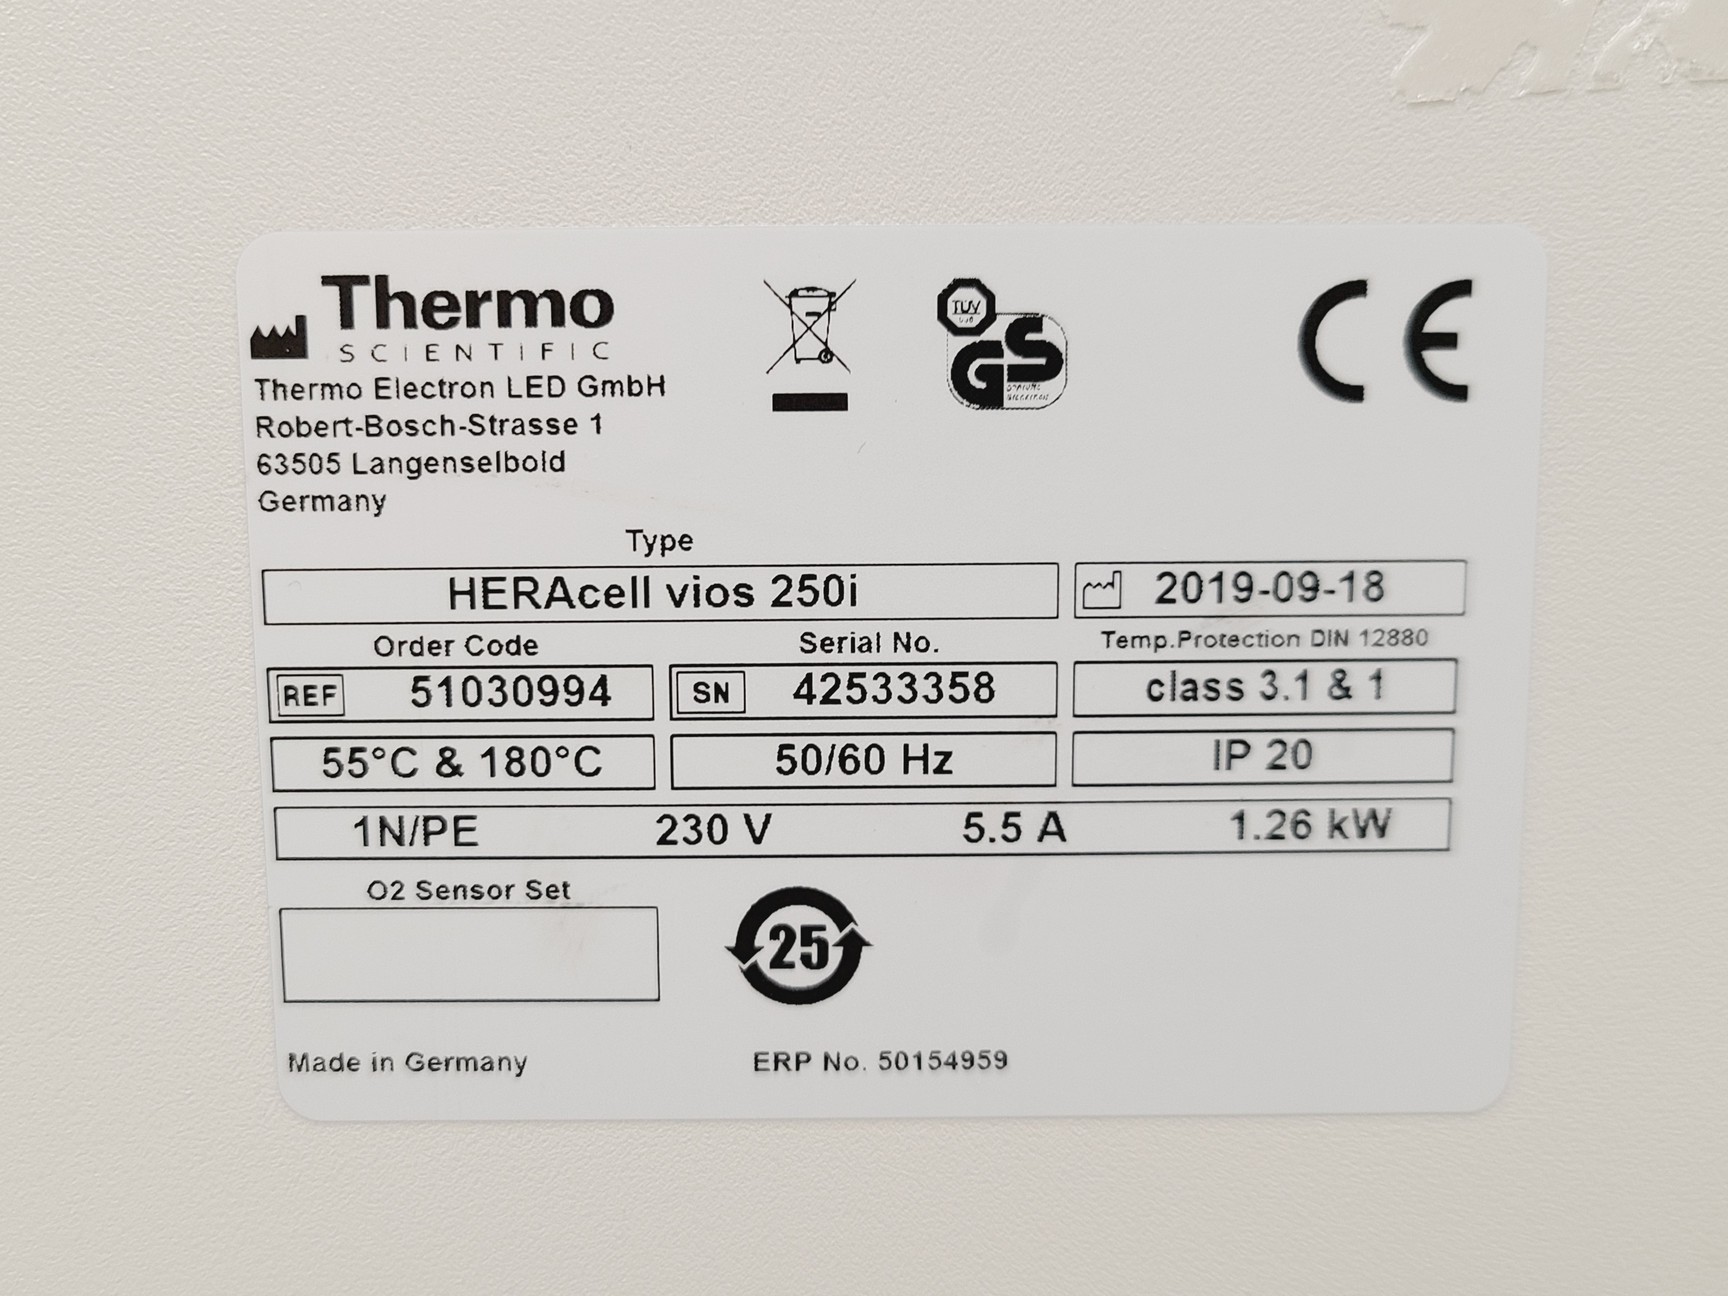 Thermo
SCIENTIFIC
Thermo Electron LED GmbH
Robert-Bosch-Strasse 1
63505 Langenselbold
Germany
TÜV
GS
CE
Type
HERAcell vios 250i
2019-09-18
Order Code
Serial No.
Temp.Protection DIN 12880
REF 51030994
SN 42533358
class 3.1 & 1
55°C & 180°C
50/60 Hz
IP 20
1N/PE 230 V 5.5 A 1.26 kW
O2 Sensor Set
25
Made in Germany
ERP No. 50154959